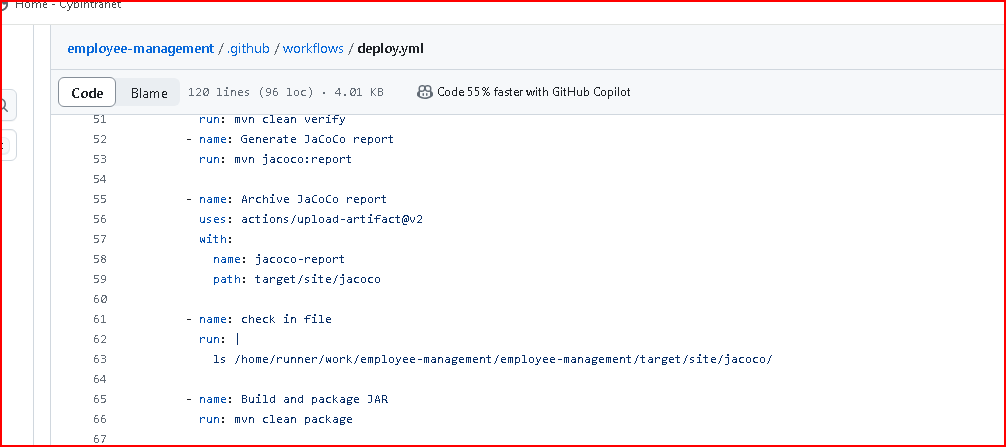 Home - Cybintranet
employee-management / .github / workflows / deploy.yml
Code Blame 120 lines (96 loc) · 4.01 KB Code 55% faster with GitHub Copilot
51 run: mvn clean verify
52 - name: Generate JaCoCo report
53 run: mvn jacoco:report
54
55 - name: Archive JaCoCo report
56 uses: actions/upload-artifact@v2
57 with:
58 name: jacoco-report
59 path: target/site/jacoco
60
61 - name: check in file
62 run: |
63 ls /home/runner/work/employee-management/employee-management/target/site/jacoco/
64
65 - name: Build and package JAR
66 run: mvn clean package
67